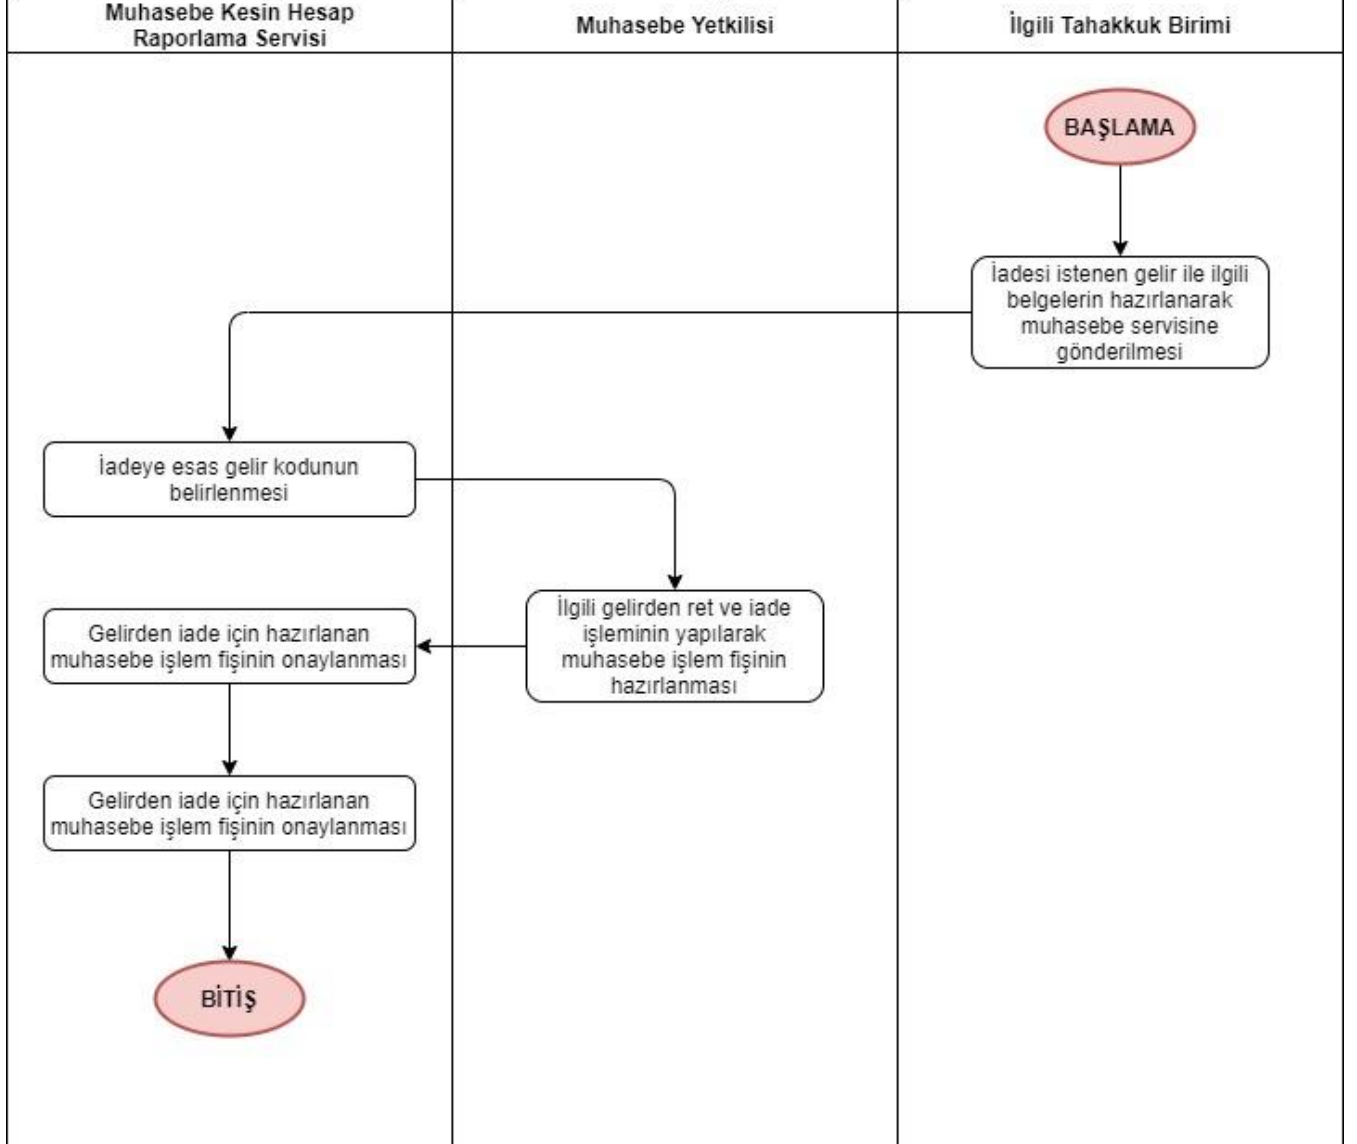 Muhasebe Kesin Hesap
Raporlama Servisi
Muhasebe Yetkilisi
İlgili Tahakkuk Birimi
BAŞLAMA
İadesi istenen gelir ile ilgili
belgelerin hazırlanarak
muhasebe servisine
gönderilmesi
İadeye esas gelir kodunun
belirlenmesi
İlgili gelirden ret ve iade
işleminin yapılarak
muhasebe işlem fişinin
hazırlanması
Gelirden iade için hazırlanan
muhasebe işlem fişinin onaylanması
Gelirden iade için hazırlanan
muhasebe işlem fişinin onaylanması
BİTİŞ